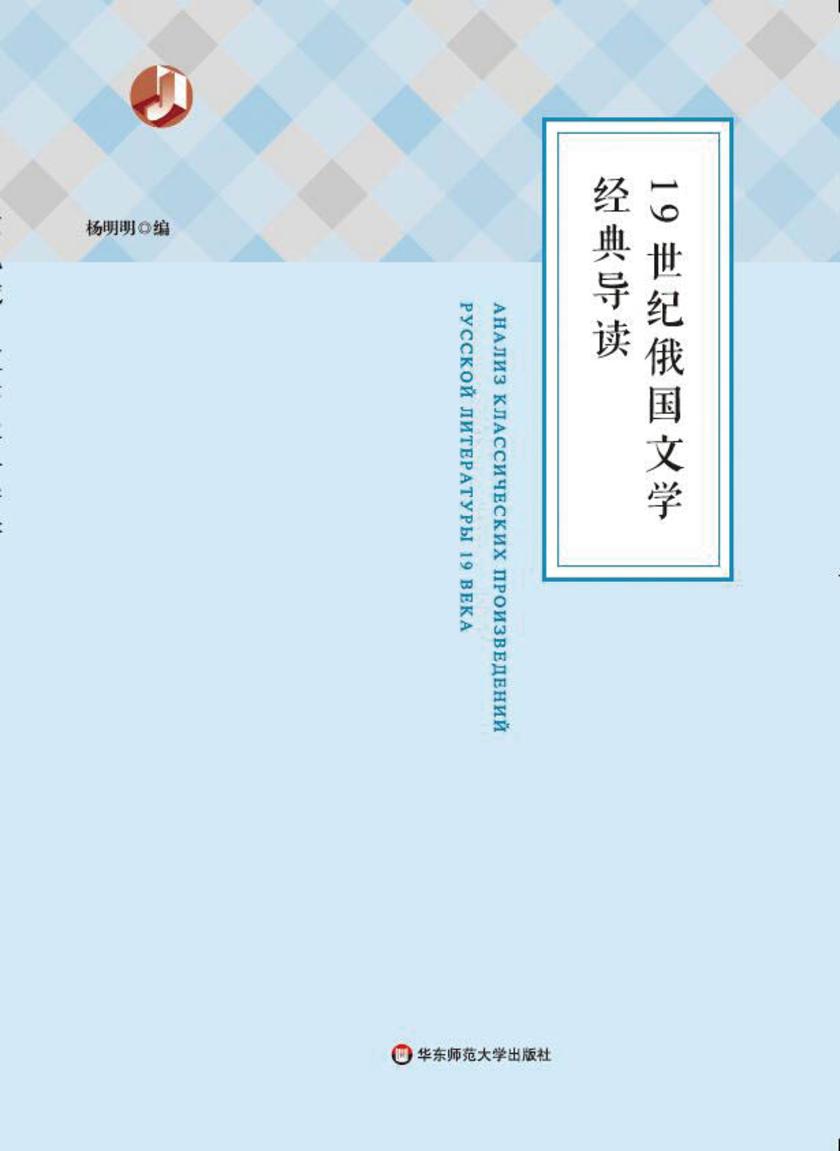 19世纪俄国文学
经典导读
АНАЛИЗ КЛАССИЧЕСКИХ ПРОИЗВЕДЕНИЙ
РУССКОЙ ЛИТЕРАТУРЫ 19 ВЕКА
杨明明◎编
华东师范大学出版社